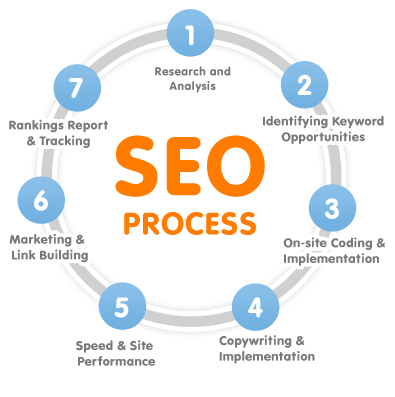 1
Research and
Analysis
2
Identifying Keyword
Opportunities
3
On-site Coding &
Implementation
4
Copywriting &
Implementation
5
Speed & Site
Performance
6
Marketing &
Link Building
7
Rankings Report
& Tracking
SEO
PROCESS